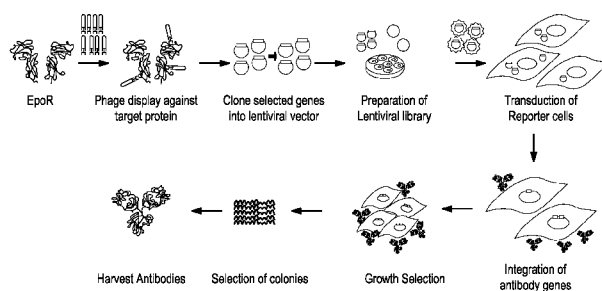 EpoR
Phage display against
target protein
Clone selected genes
into lentiviral vector
Preparation of
Lentiviral library
Transduction of
Reporter cells
Integration of
antibody genes
Growth Selection
Selection of colonies
Harvest Antibodies